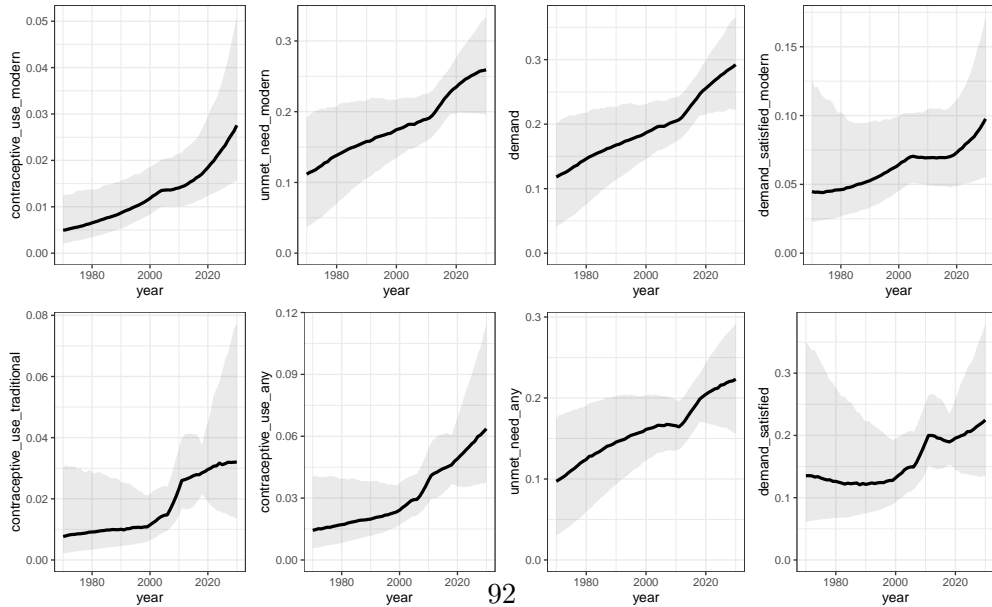 contraceptive_use_modern
0.05
0.04
0.03
0.02
0.01
0.00
1980 2000 2020
year
unmet_need_modern
0.3
0.2
0.1
0.0
1980 2000 2020
year
demand
0.3
0.2
0.1
0.0
1980 2000 2020
year
demand_satisfied_modern
0.15
0.10
0.05
0.00
1980 2000 2020
year
contraceptive_use_traditional
0.08
0.06
0.04
0.02
0.00
1980 2000 2020
year
contraceptive_use_any
0.12
0.09
0.06
0.03
0.00
1980 2000 2020
year
unmet_need_any
0.3
0.2
0.1
0.0
1980 2000 2020
year
demand_satisfied
0.3
0.2
0.1
0.0
1980 2000 2020
year
92